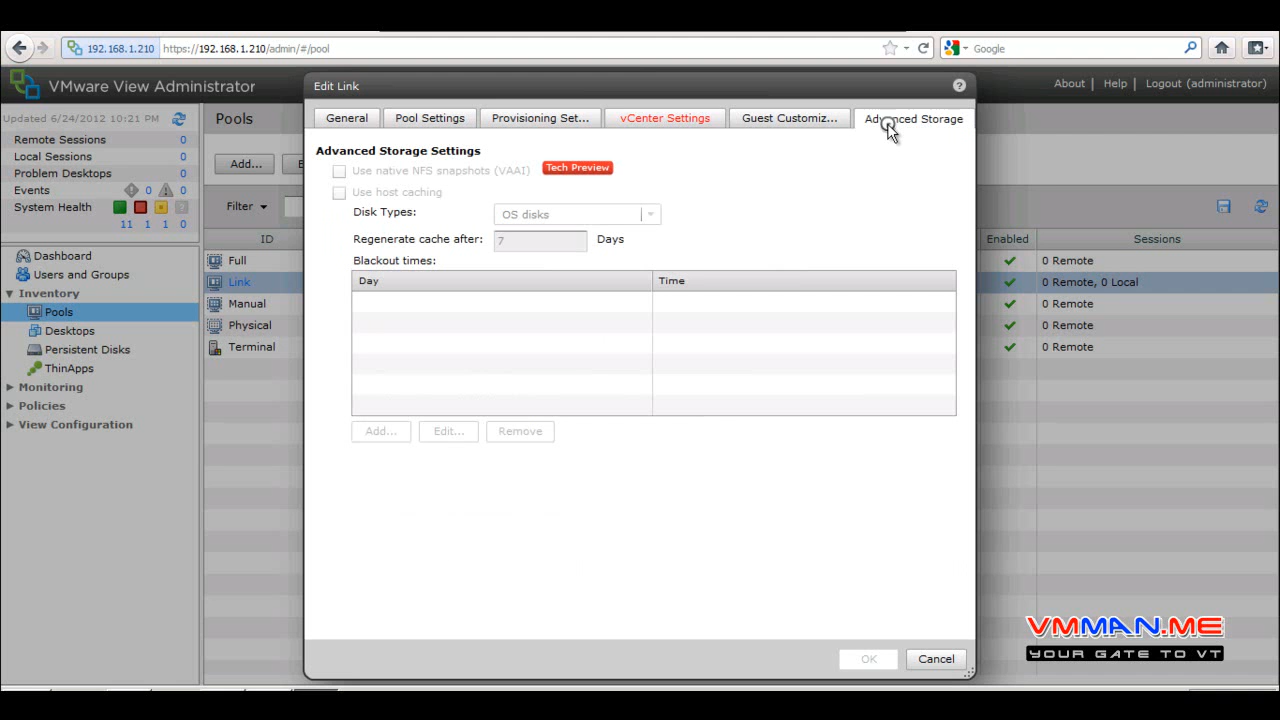 192.168.1.210
https://192.168.1.210/admin/#/pool
Google
VMware View Administrator
About
Help
Logout (administrator)
Updated 6/24/2012 10:21 PM
Remote Sessions 0
Local Sessions 0
Problem Desktops 0
Events 0 0
System Health
11 1 1 0
Dashboard
Users and Groups
Inventory
Pools
Desktops
Persistent Disks
ThinApps
Monitoring
Policies
View Configuration
Pools
Add...
E
Filter
ID
Enabled
Sessions
Full
0 Remote
Link
0 Remote, 0 Local
Manual
0 Remote
Physical
0 Remote
Terminal
0 Remote
Edit Link
?
General
Pool Settings
Provisioning Set...
vCenter Settings
Guest Customiz...
Advanced Storage
Advanced Storage Settings
Use native NFS snapshots (VAAI)
Tech Preview
Use host caching
Disk Types: OS disks
Regenerate cache after: 7 Days
Blackout times:
Day
Time
Add...
Edit...
Remove
OK
Cancel
VMMAN.ME
YOUR GATE TO VT